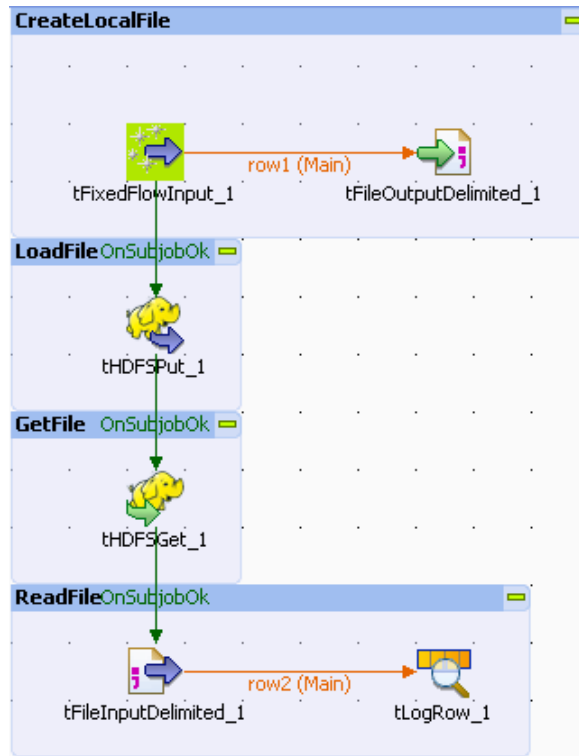 CreateLocalFile
row1 (Main)
tFixedFlowInput_1
tFileOutputDelimited_1
LoadFile OnSubjobOk
tHDFSPut_1
GetFile OnSubjobOk
tHDFSGet_1
ReadFile OnSubjobOk
row2 (Main)
tFileInputDelimited_1
tLogRow_1